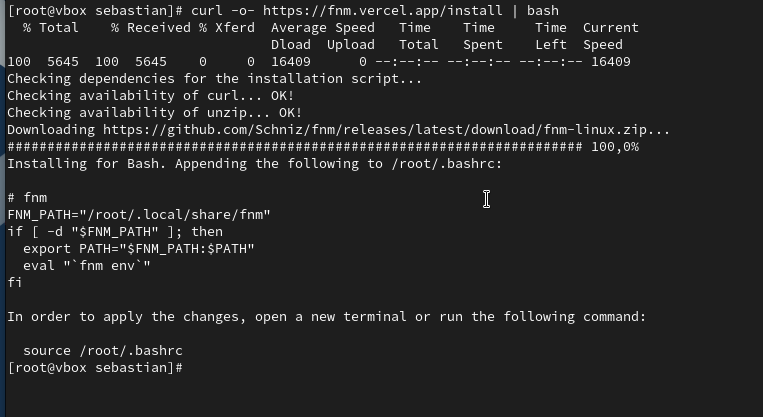 [root@vbox sebastian]# curl -o- https://fnm.vercel.app/install | bash
  % Total    % Received % Xferd  Average Speed   Time    Time     Time  Current
                                 Dload  Upload   Total   Spent    Left  Speed
100  5645  100  5645    0     0  16409      0 --:--:-- --:--:-- --:--:-- 16409
Checking dependencies for the installation script...
Checking availability of curl... OK!
Checking availability of unzip... OK!
Downloading https://github.com/Schniz/fnm/releases/latest/download/fnm-linux.zip...
######################################################################## 100,0%
Installing for Bash. Appending the following to /root/.bashrc:

# fnm
FNM_PATH="/root/.local/share/fnm"
if [ -d "$FNM_PATH" ]; then
  export PATH="$FNM_PATH:$PATH"
  eval "`fnm env`"
fi

In order to apply the changes, open a new terminal or run the following command:

  source /root/.bashrc
[root@vbox sebastian]#